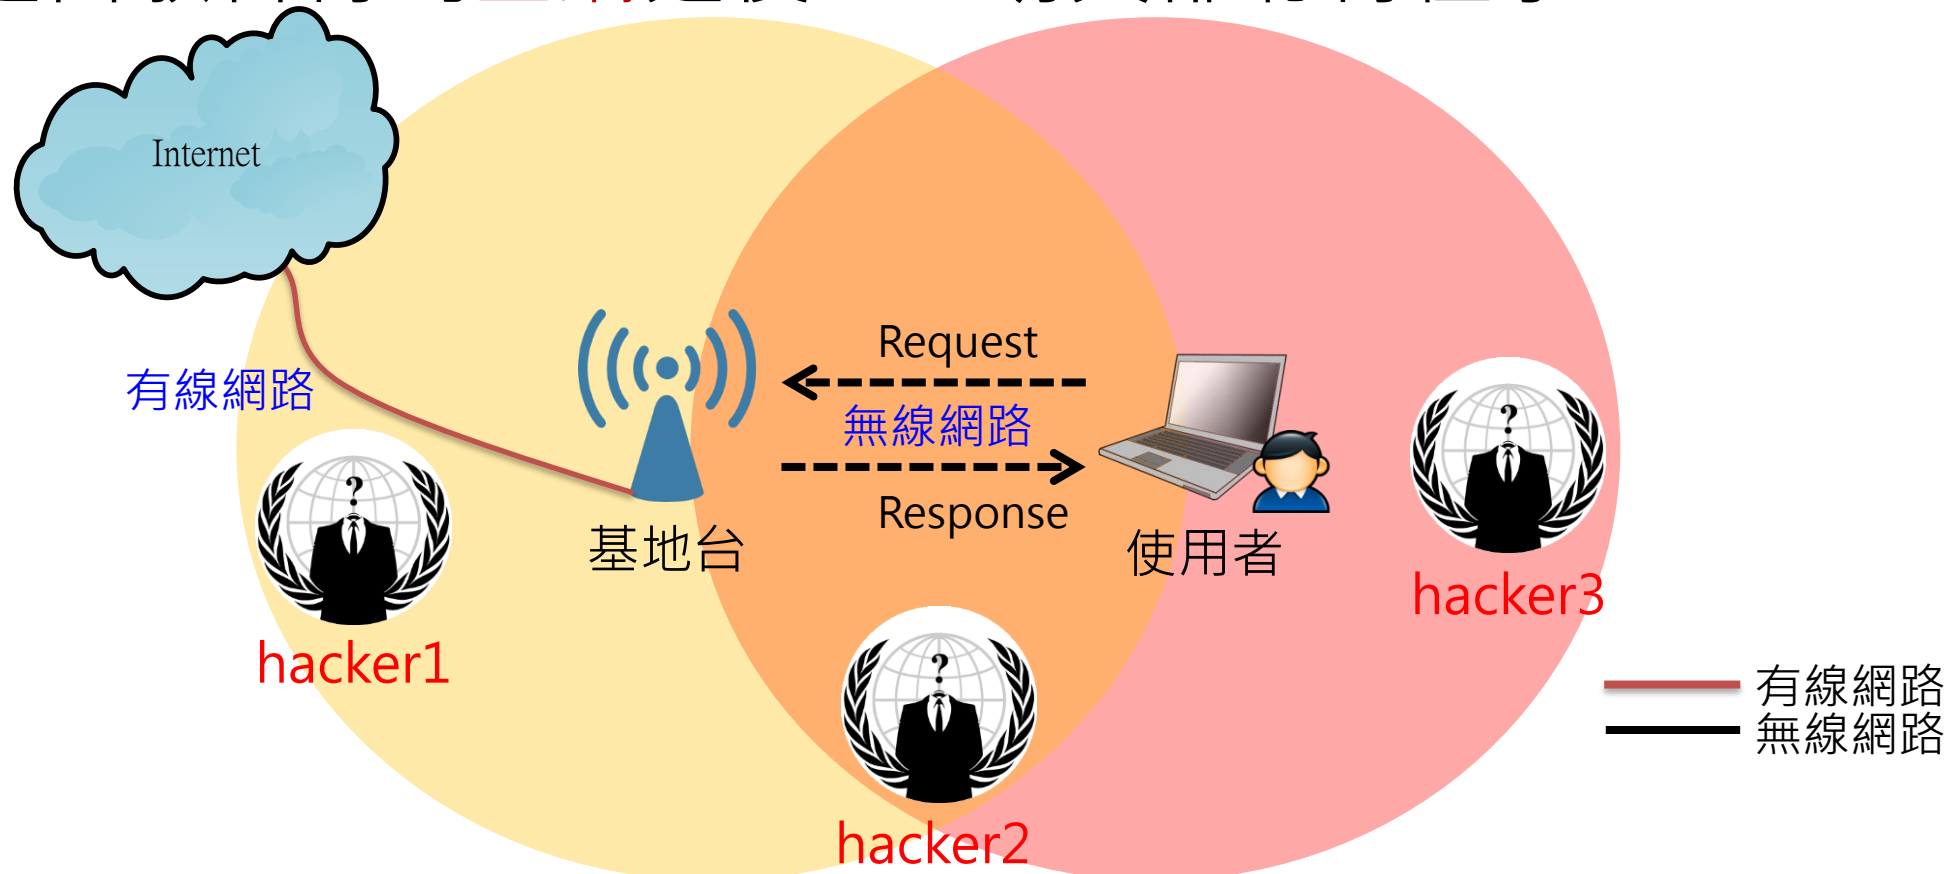 Internet
有線網路
Request
無線網路
Response
基地台
使用者
?
hacker1
?
hacker2
?
hacker3
有線網路
無線網路